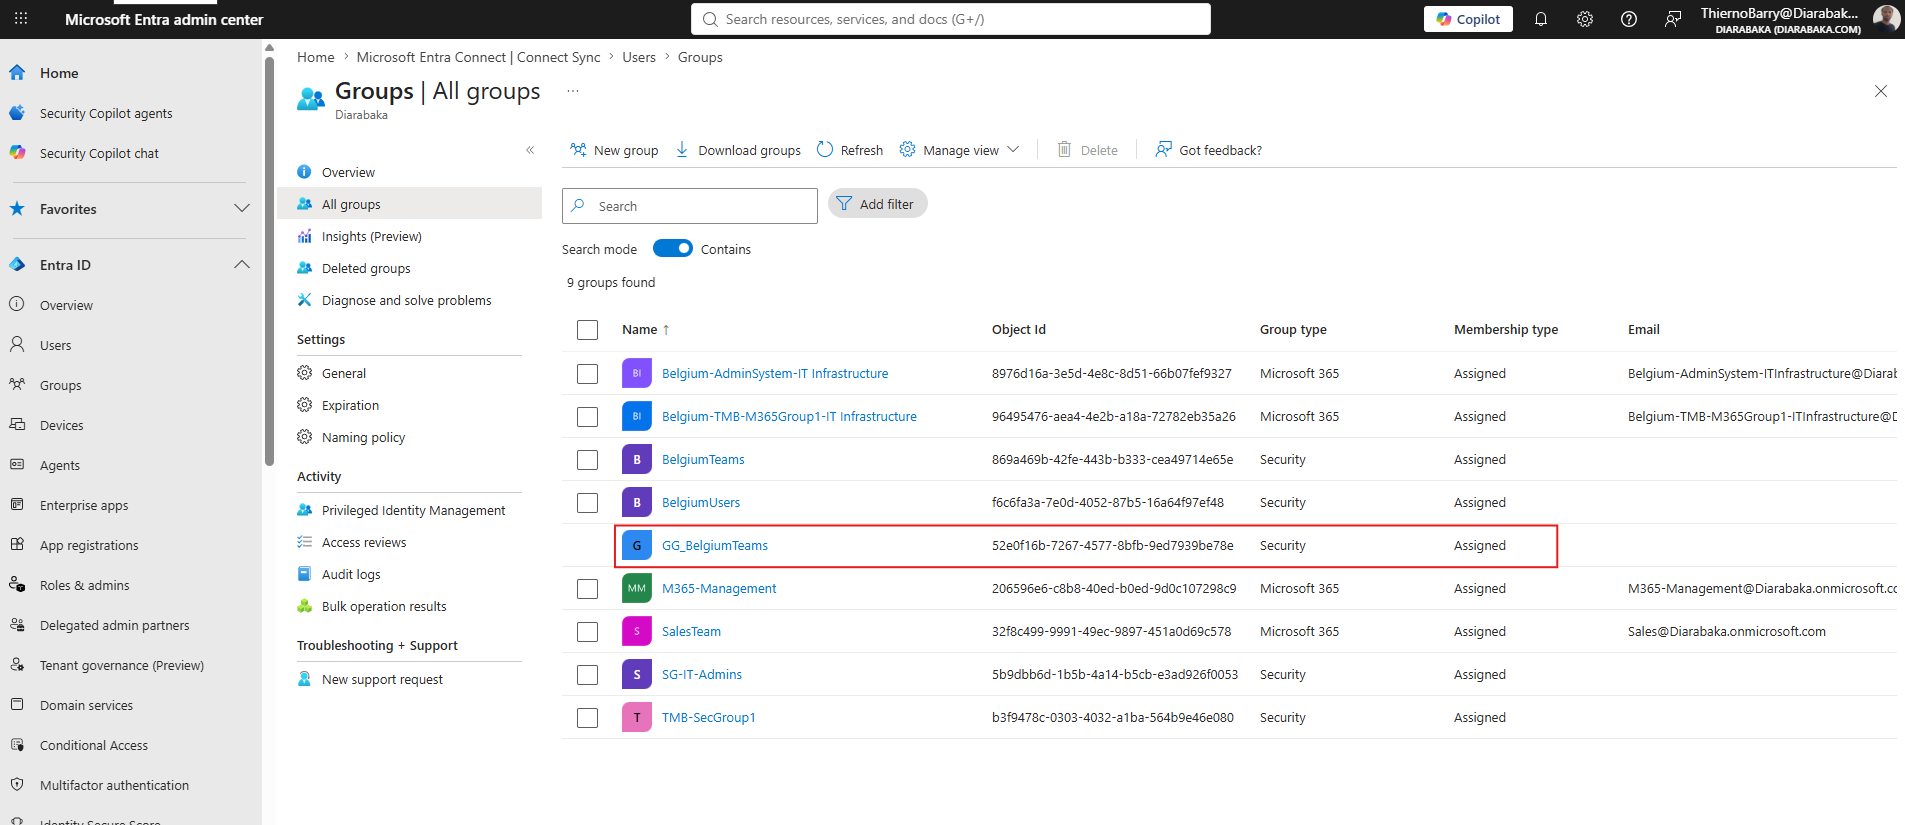 Microsoft Entra admin center
Search resources, services, and docs (G+/)
Copilot
ThiernoBarry@Diarabak...
DIARABAKA (DIARABAKA.COM)
Home
Security Copilot agents
Security Copilot chat
Favorites
Entra ID
Overview
Users
Groups
Devices
Agents
Enterprise apps
App registrations
Roles & admins
Delegated admin partners
Tenant governance (Preview)
Domain services
Conditional Access
Multifactor authentication
Identity Secure Score
Home > Microsoft Entra Connect | Connect Sync > Users > Groups
Groups | All groups ...
Diarabaka
«
Overview
All groups
Insights (Preview)
Deleted groups
Diagnose and solve problems
Settings
General
Expiration
Naming policy
Activity
Privileged Identity Management
Access reviews
Audit logs
Bulk operation results
Troubleshooting + Support
New support request
New group Download groups Refresh Manage view Delete Got feedback?
Search
Add filter
Search mode Contains
9 groups found
Name ↑ Object Id Group type Membership type Email
BI Belgium-AdminSystem-IT Infrastructure 8976d16a-3e5d-4e8c-8d51-66b07fef9327 Microsoft 365 Assigned Belgium-AdminSystem-ITInfrastructure@Diarab
BI Belgium-TMB-M365Group1-IT Infrastructure 96495476-aea4-4e2b-a18a-72782eb35a26 Microsoft 365 Assigned Belgium-TMB-M365Group1-ITInfrastructure@D
B BelgiumTeams 869a469b-42fe-443b-b333-cea49714e65e Security Assigned
B BelgiumUsers f6c6fa3a-7e0d-4052-87b5-16a64f97ef48 Security Assigned
G GG_BelgiumTeams 52e0f16b-7267-4577-8bfb-9ed7939be78e Security Assigned
MM M365-Management 206596e6-c8b8-40ed-b0ed-9d0c107298c9 Microsoft 365 Assigned M365-Management@Diarabaka.onmicrosoft.co
S SalesTeam 32f8c499-9991-49ec-9897-451a0d69c578 Microsoft 365 Assigned Sales@Diarabaka.onmicrosoft.com
S SG-IT-Admins 5b9dbb6d-1b5b-4a14-b5cb-e3ad926f0053 Security Assigned
T TMB-SecGroup1 b3f9478c-0303-4032-a1ba-564b9e46e080 Security Assigned